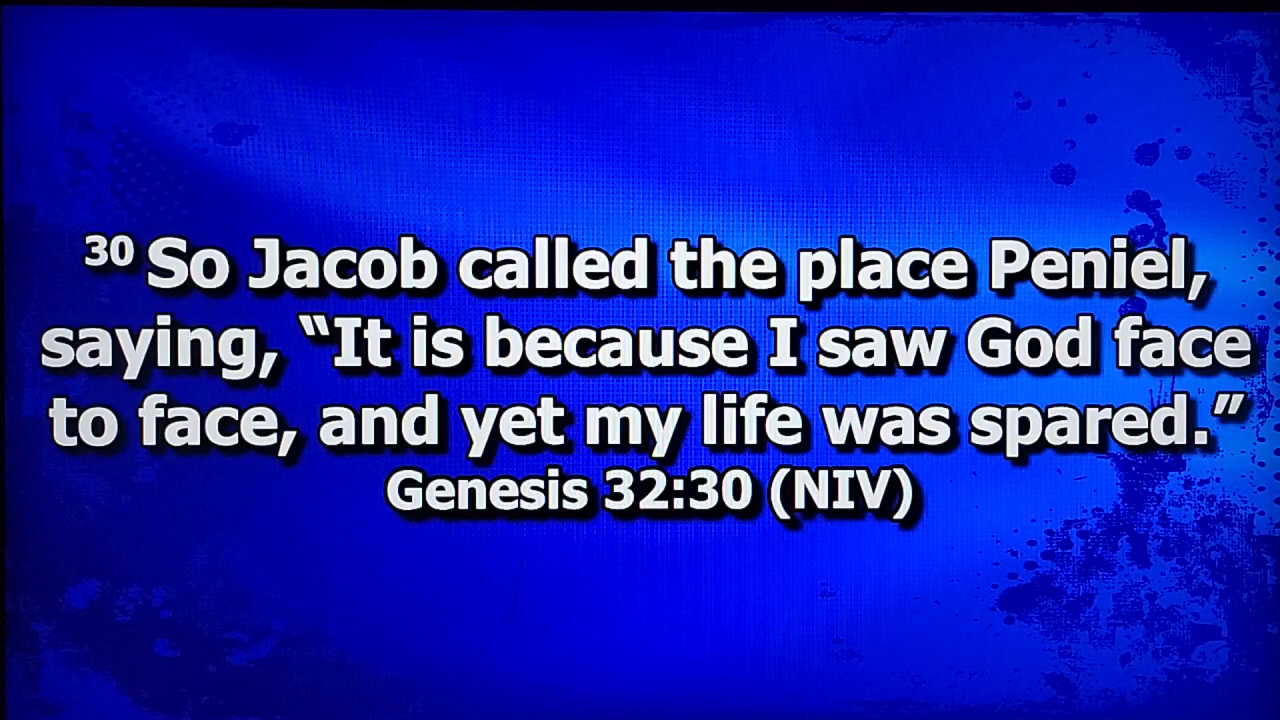 30 So Jacob called the place Peniel,
saying, “It is because I saw God face
to face, and yet my life was spared.”
Genesis 32:30 (NIV)